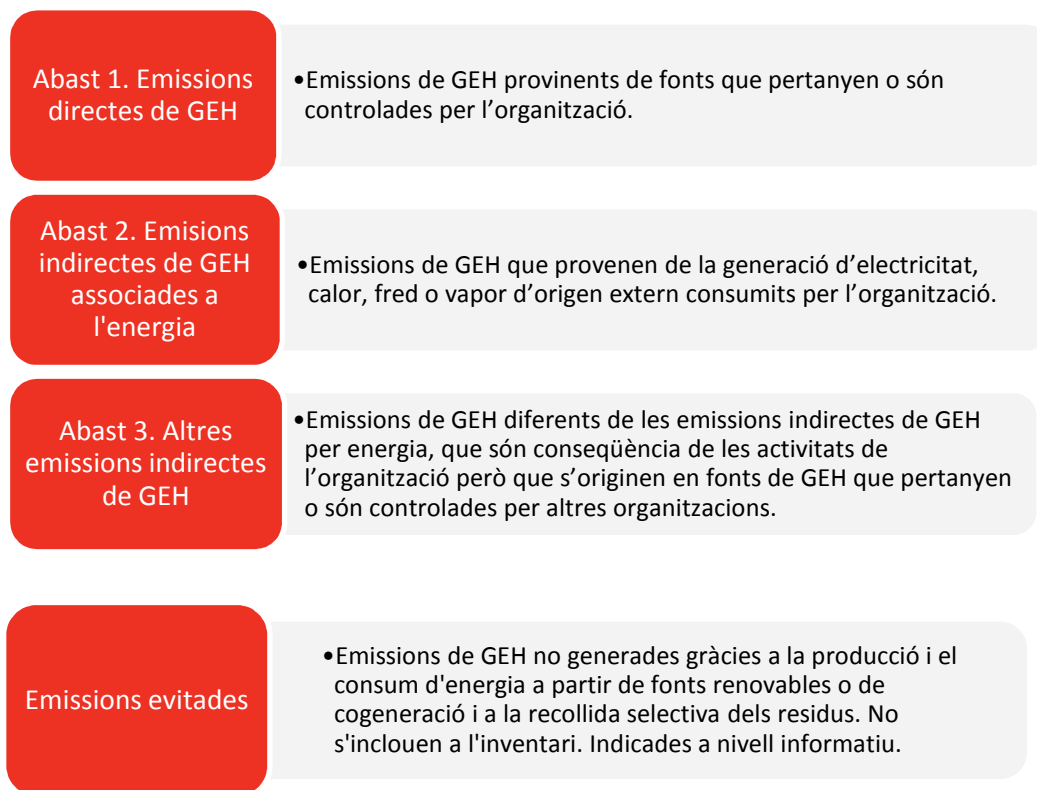 Abast 1. Emissions
directes de GEH
•Emissions de GEH provinents de fonts que pertanyen o són
controlades per l’organització.
Abast 2. Emisions
indirectes de GEH
associades a
l'energia
•Emissions de GEH que provenen de la generació d’electricitat,
calor, fred o vapor d’origen extern consumits per l’organització.
Abast 3. Altres
emissions indirectes
de GEH
•Emissions de GEH diferents de les emissions indirectes de GEH
per energia, que són conseqüència de les activitats de
l’organització però que s’originen en fonts de GEH que pertanyen
o són controlades per altres organitzacions.
Emissions evitades
•Emissions de GEH no generades gràcies a la producció i el
consum d'energia a partir de fonts renovables o de
cogeneració i a la recollida selectiva dels residus. No
s'inclouen a l'inventari. Indicades a nivell informatiu.